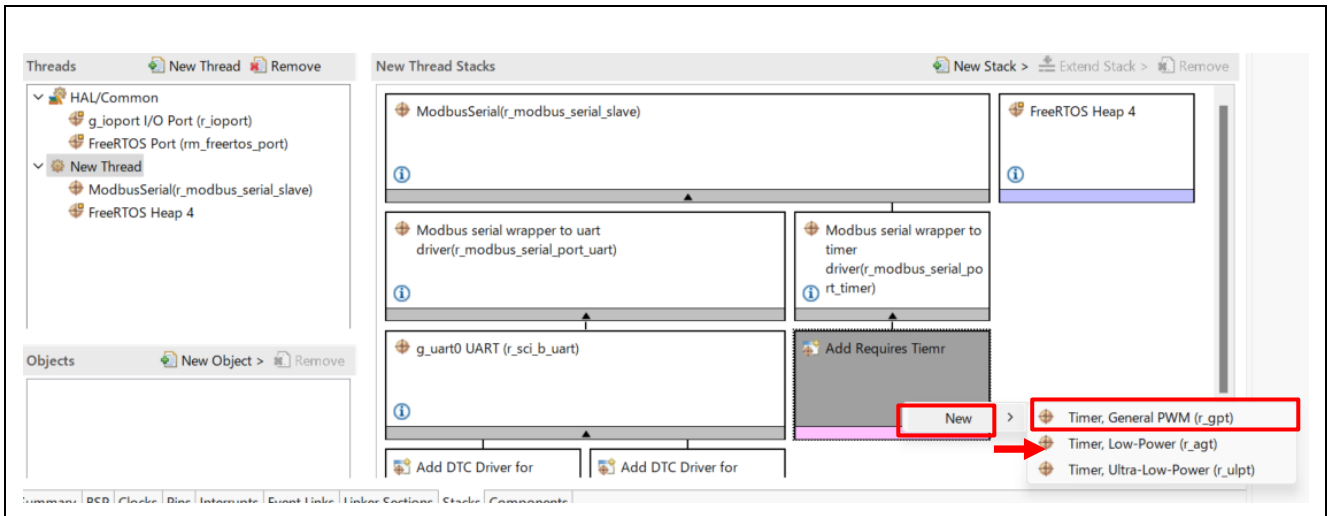 Threads
New Thread
Remove
HAL/Common
g_ioport I/O Port (r_ioport)
FreeRTOS Port (rm_freertos_port)
New Thread
ModbusSerial(r_modbus_serial_slave)
FreeRTOS Heap 4
Objects
New Object >
Remove
New Thread Stacks
New Stack >
Extend Stack >
Remove
ModbusSerial(r_modbus_serial_slave)
FreeRTOS Heap 4
Modbus serial wrapper to uart
driver(r_modbus_serial_port_uart)
Modbus serial wrapper to
timer
driver(r_modbus_serial_po
rt_timer)
g_uart0 UART (r_sci_b_uart)
Add Requires Tiemr
New >
Timer, General PWM (r_gpt)
Timer, Low-Power (r_agt)
Timer, Ultra-Low-Power (r_ulpt)
Add DTC Driver for
Add DTC Driver for
Summary BSP Clocks Pins Interrupts Event Links Linker Sections Stacks Components